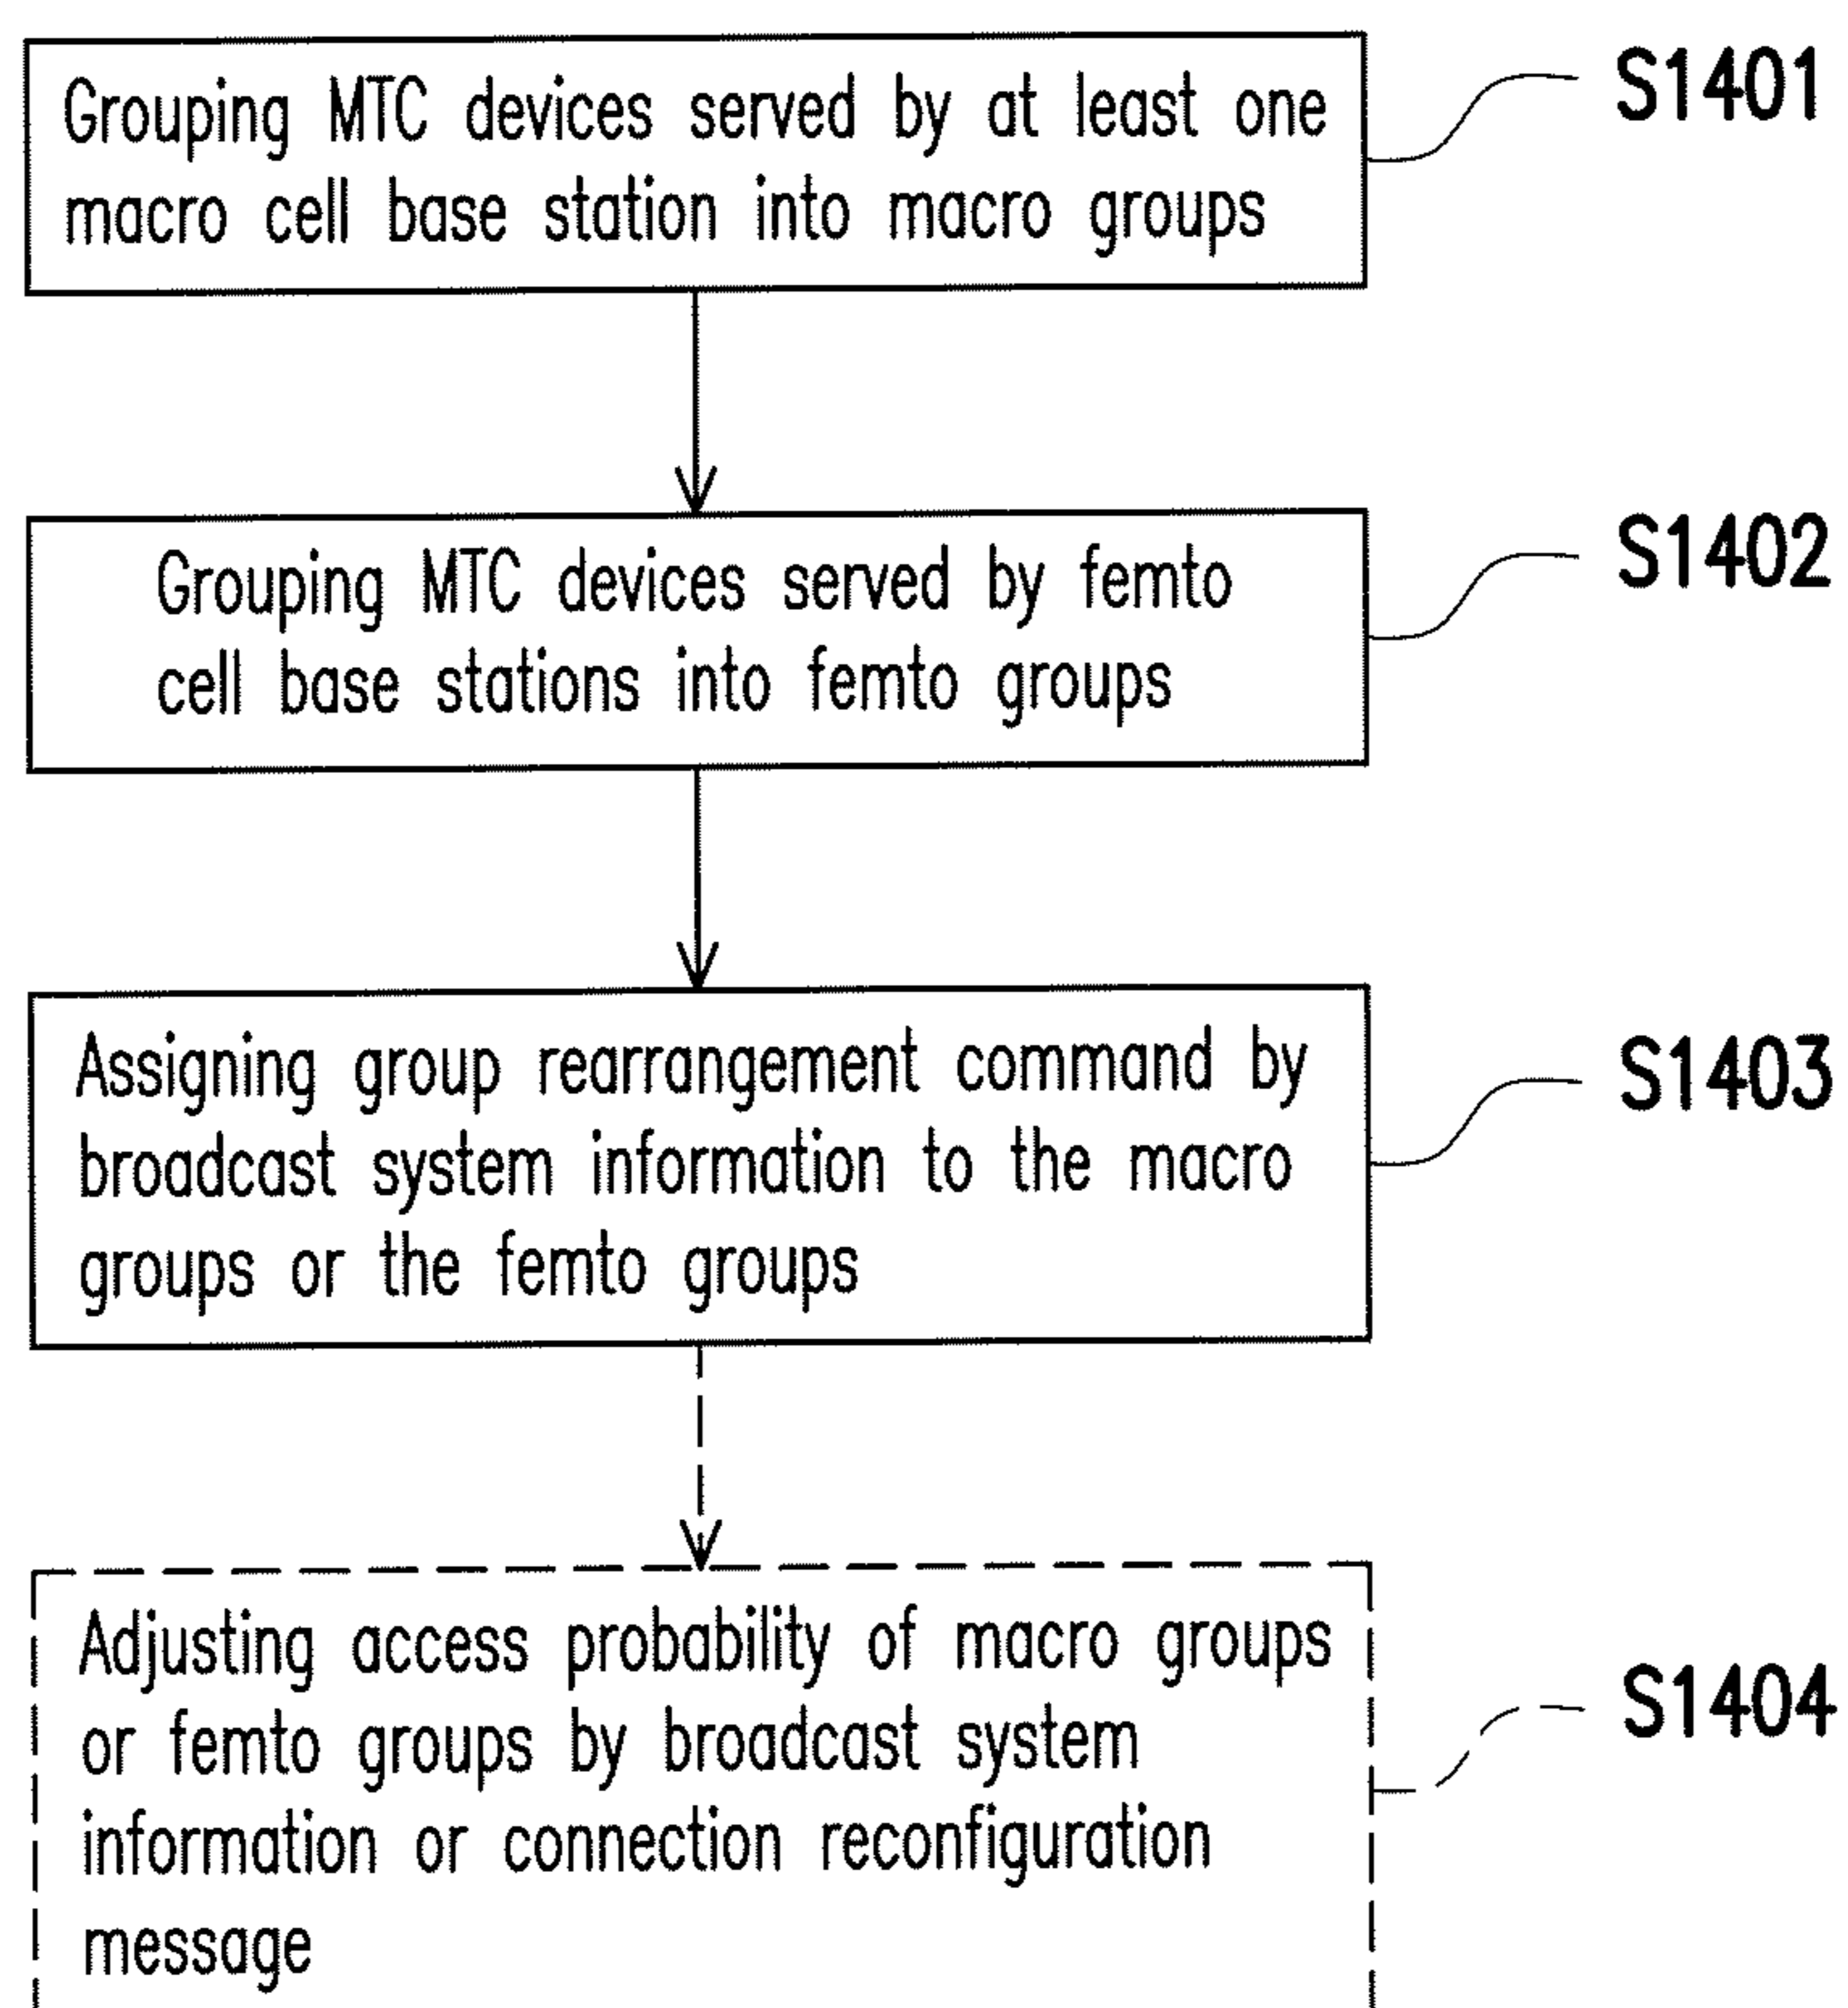 Grouping MTC devices served by at least one
macro cell base station into macro groups
S1401
Grouping MTC devices served by femto
cell base stations into femto groups
S1402
Assigning group rearrangement command by
broadcast system information to the macro
groups or the femto groups
S1403
Adjusting access probability of macro groups
or femto groups by broadcast system
information or connection reconfiguration
message
S1404